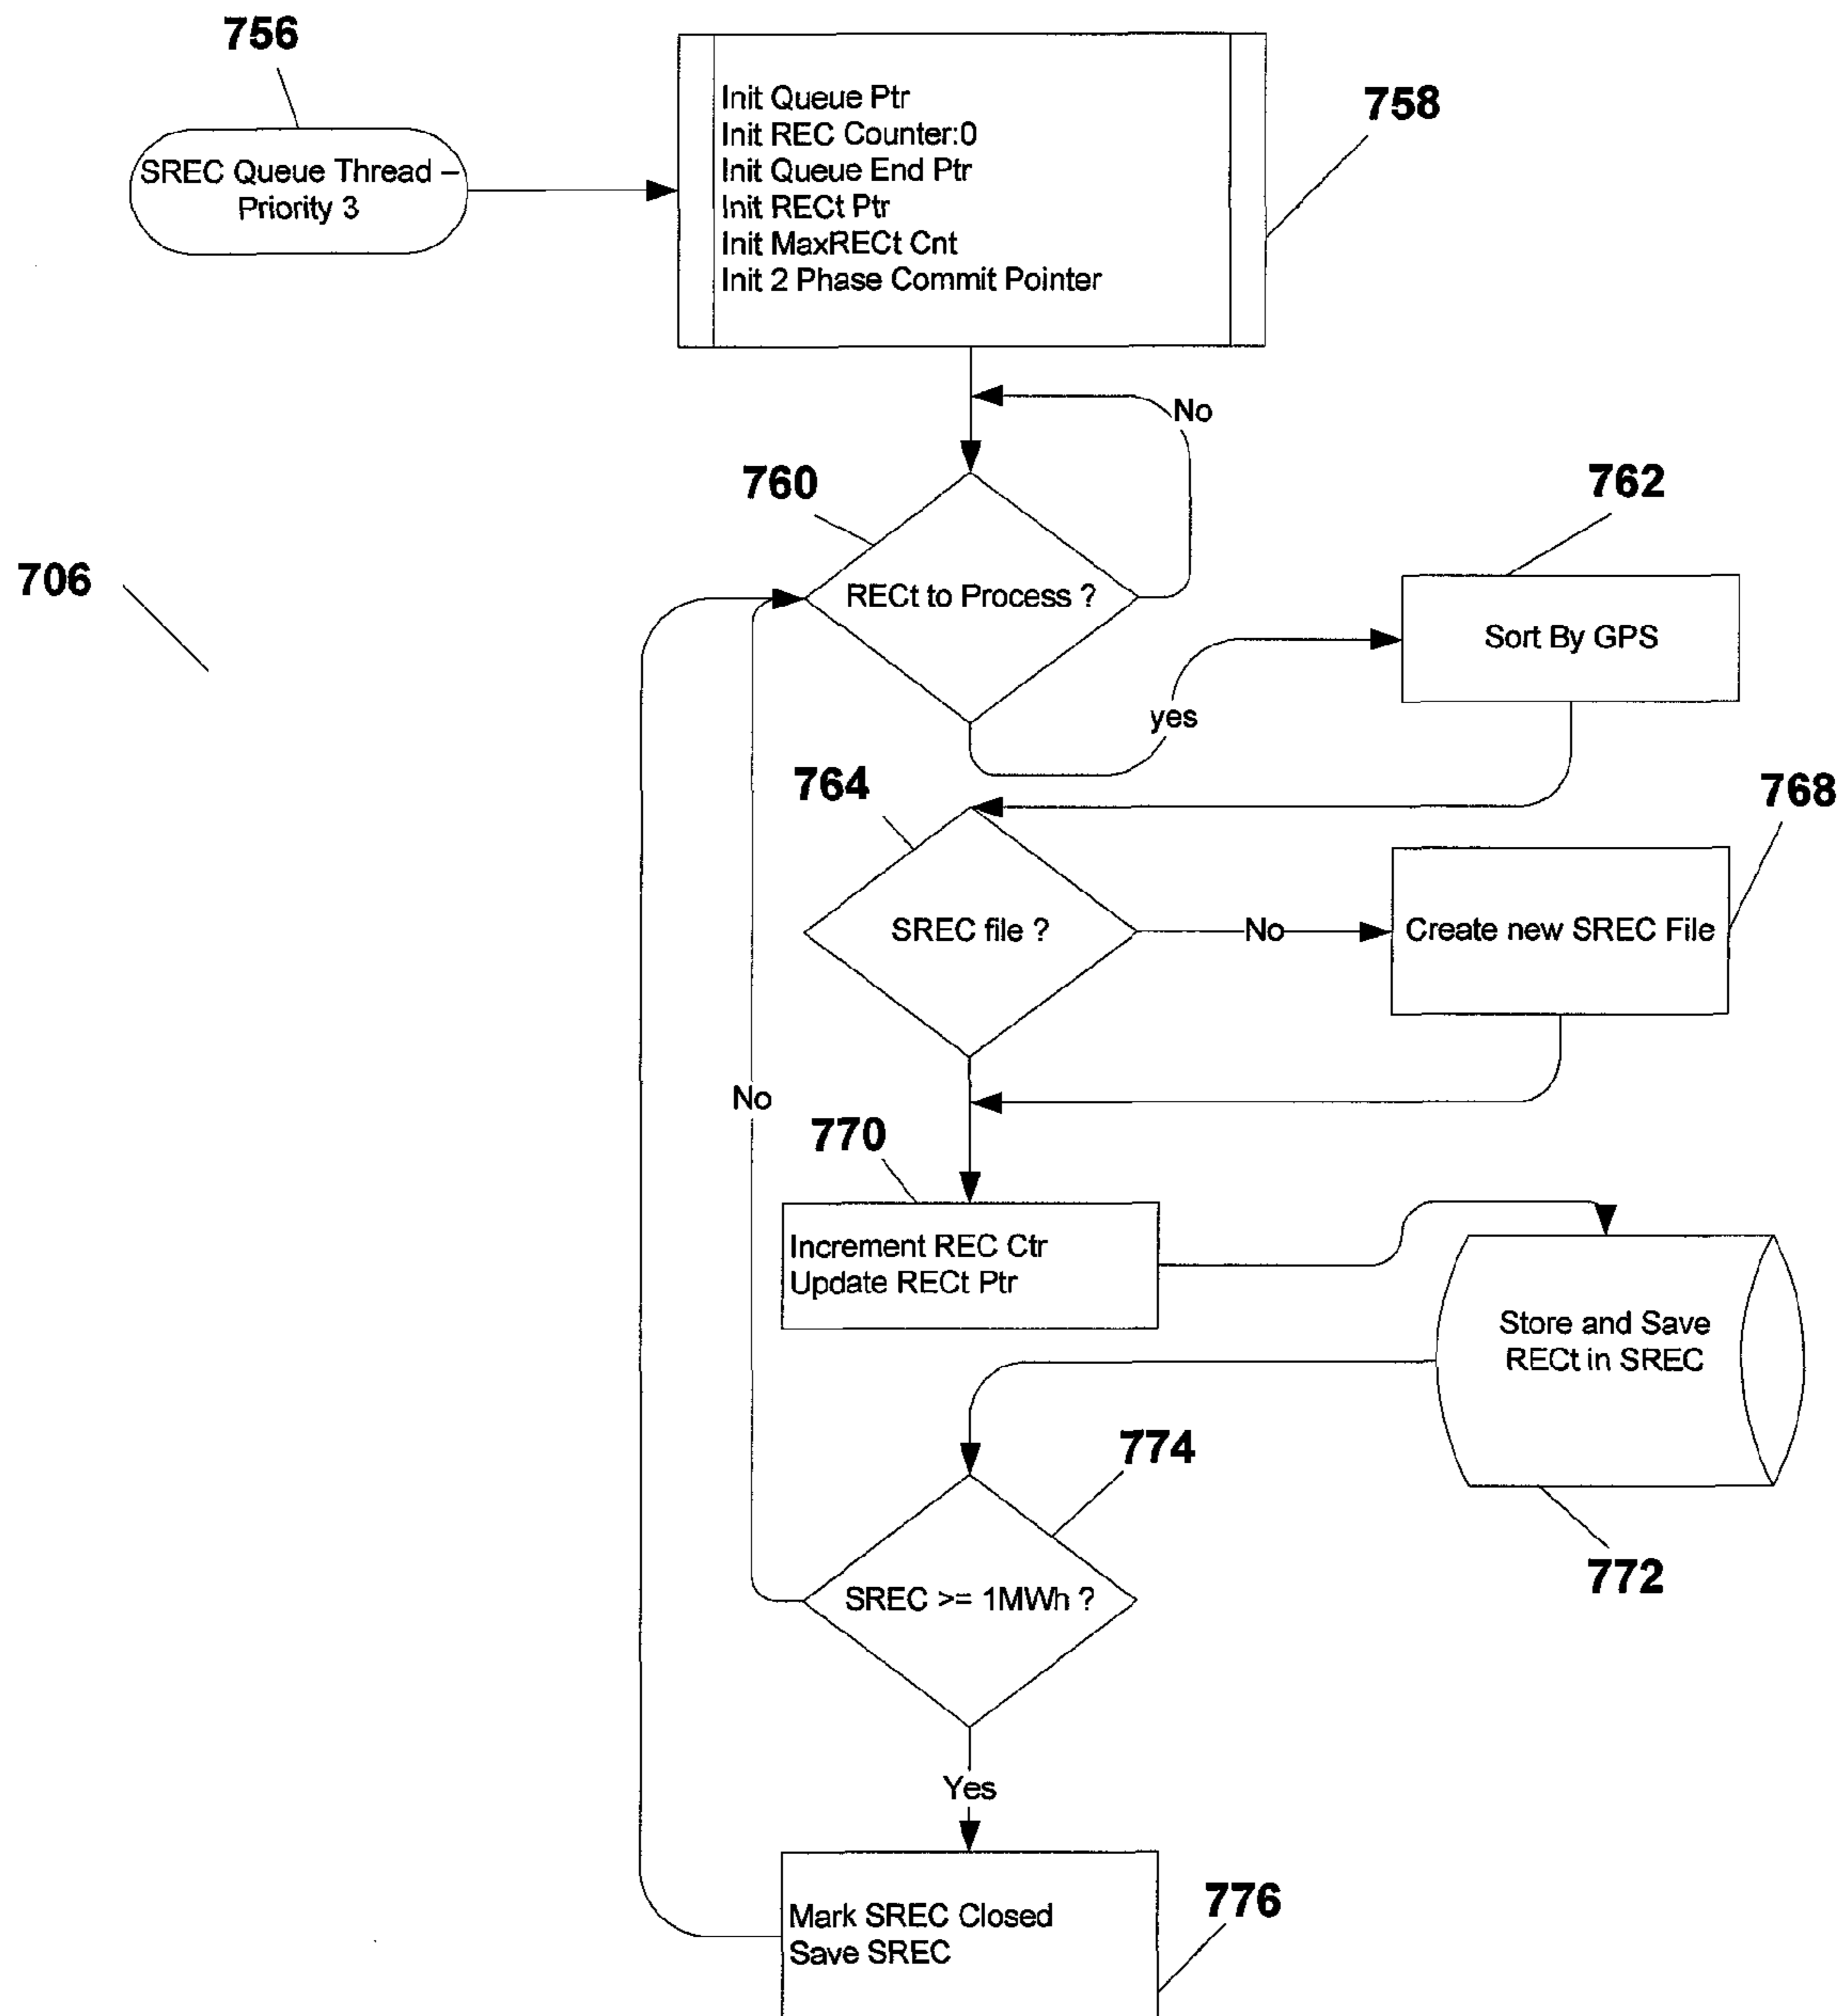 756
SREC Queue Thread –
Priority 3
Init Queue Ptr
Init REC Counter:0
Init Queue End Ptr
Init RECt Ptr
Init MaxRECt Cnt
Init 2 Phase Commit Pointer
758
No
760
RECt to Process ?
762
Sort By GPS
706
yes
764
SREC file ?
No
768
Create new SREC File
No
770
Increment REC Ctr
Update RECt Ptr
Store and Save
RECt in SREC
772
774
SREC >= 1MWh ?
Yes
Mark SREC Closed
Save SREC
776